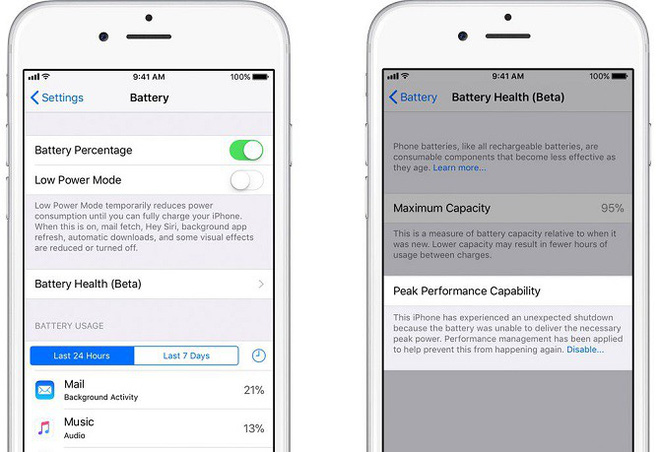 9:41 AM
100%
Settings
Battery
Battery Percentage
Low Power Mode
Low Power Mode temporarily reduces power
consumption until you can fully charge your iPhone.
When this is on, mail fetch, Hey Siri, background app
refresh, automatic downloads, and some visual effects
are reduced or turned off.
Battery Health (Beta)
BATTERY USAGE
Last 24 Hours
Last 7 Days
Mail
Background Activity
21%
Music
Audio
13%
9:41 AM
100%
Battery
Battery Health (Beta)
Phone batteries, like all rechargeable batteries, are
consumable components that become less effective as
they age. Learn more...
Maximum Capacity
95%
This is a measure of battery capacity relative to when it
was new. Lower capacity may result in fewer hours of
usage between charges.
Peak Performance Capability
This iPhone has experienced an unexpected shutdown
because the battery was unable to deliver the necessary
peak power. Performance management has been applied
to help prevent this from happening again. Disable...